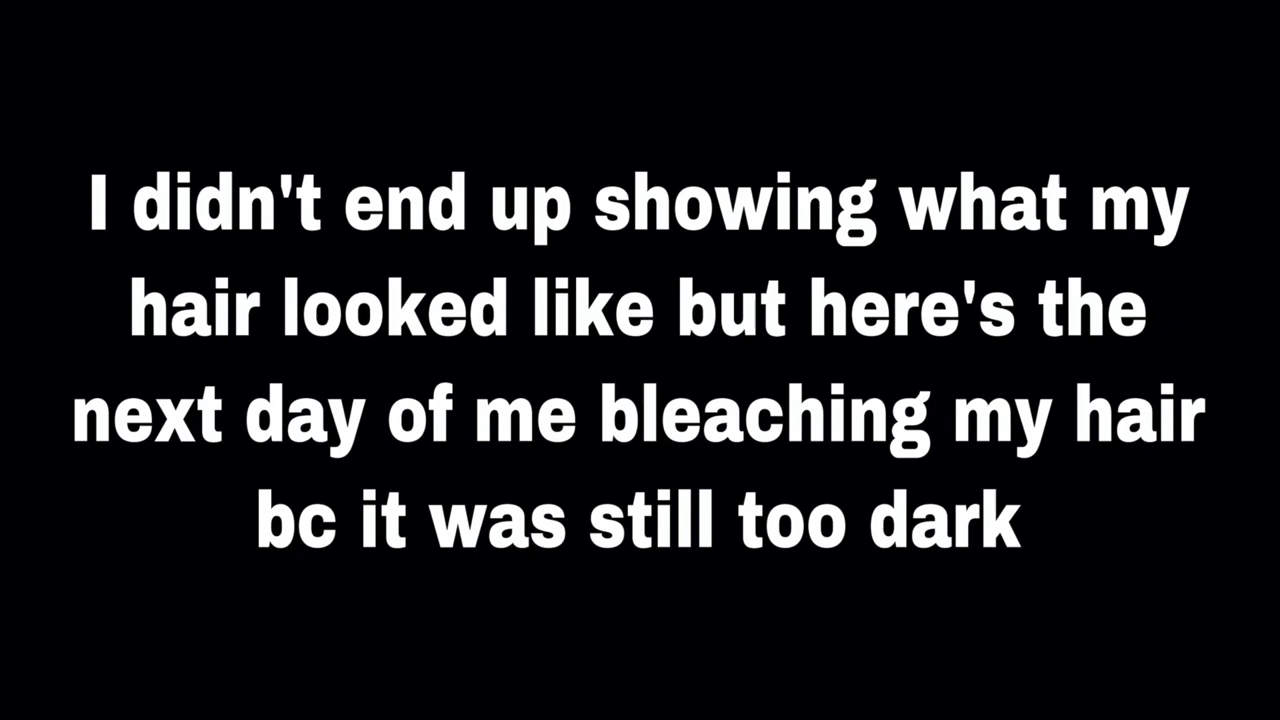 I didn't end up showing what my
hair looked like but here's the
next day of me bleaching my hair
bc it was still too dark